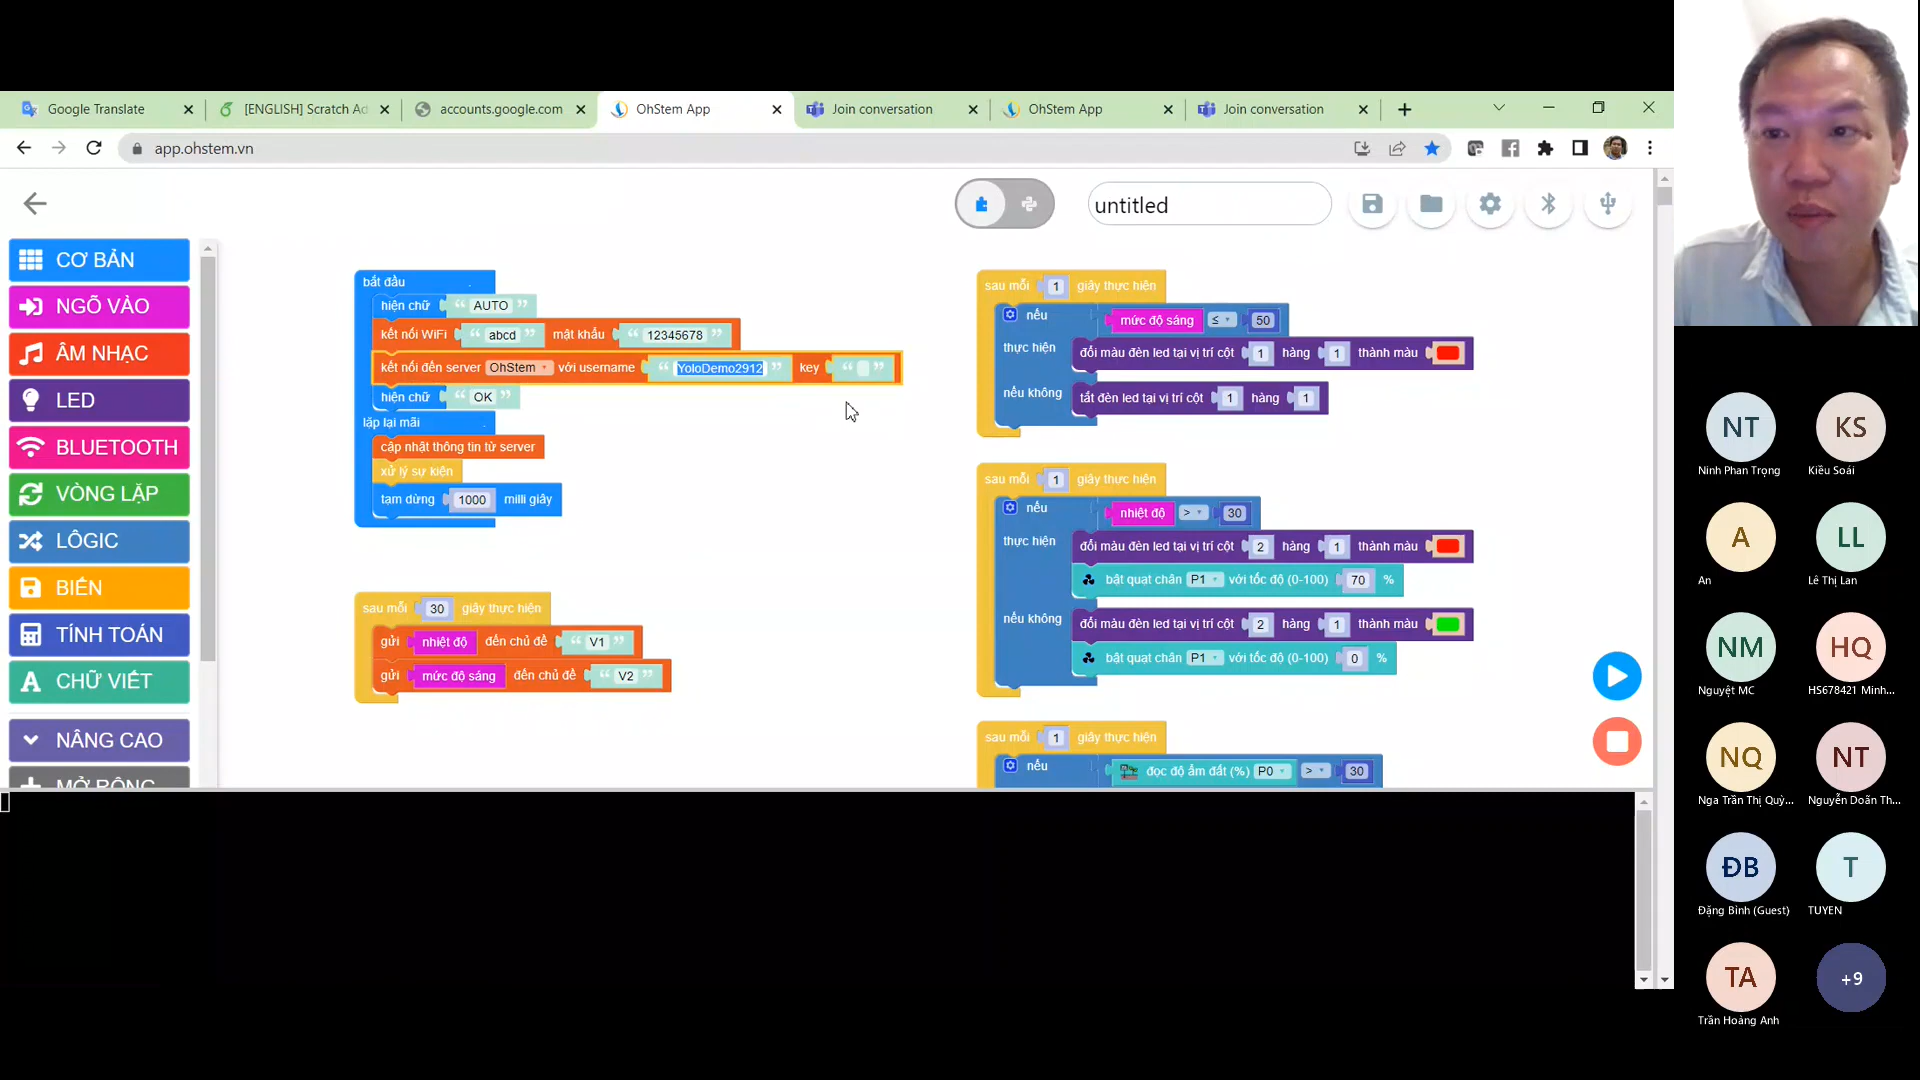 Google Translate
[ENGLISH] Scratch Ad
accounts.google.com
OhStem App
Join conversation
OhStem App
Join conversation
app.ohstem.vn
untitled
CƠ BẢN
NGÕ VÀO
ÂM NHẠC
LED
BLUETOOTH
VÒNG LẶP
LÔGIC
BIẾN
TÍNH TOÁN
CHỮ VIẾT
NÂNG CAO
MỞ RỘNG
bắt đầu
hiện chữ “ AUTO ”
kết nối WiFi “ abcd ” mật khẩu “ 12345678 ”
kết nối đến server OhStem với username “ YoloDemo2912 ” key “ ”
hiện chữ “ OK ”
lặp lại mãi
cập nhật thông tin từ server
xử lý sự kiện
tạm dừng 1000 mili giây
sau mỗi 30 giây thực hiện
gửi nhiệt độ đến chủ đề “ V1 ”
gửi mức độ sáng đến chủ đề “ V2 ”
sau mỗi 1 giây thực hiện
nếu mức độ sáng ≤ 50
thực hiện đổi màu đèn led tại vị trí cột 1 hàng 1 thành màu
nếu không tắt đèn led tại vị trí cột 1 hàng 1
sau mỗi 1 giây thực hiện
nếu nhiệt độ > 30
thực hiện đổi màu đèn led tại vị trí cột 2 hàng 1 thành màu
bật quạt chân P1 với tốc độ (0-100) 70 %
nếu không đổi màu đèn led tại vị trí cột 2 hàng 1 thành màu
bật quạt chân P1 với tốc độ (0-100) 0 %
sau mỗi 1 giây thực hiện
nếu đọc độ ẩm đất (%) P0 > 30
NT KS
Ninh Phan Trọng Kiều Soái
A LL
An Lê Thị Lan
NM HQ
Nguyệt MC HS678421 Minh...
NQ NT
Nga Trần Thị Quỳ... Nguyễn Doãn Th...
ĐB T
Đặng Bình (Guest) TUYEN
TA +9
Trần Hoàng Anh